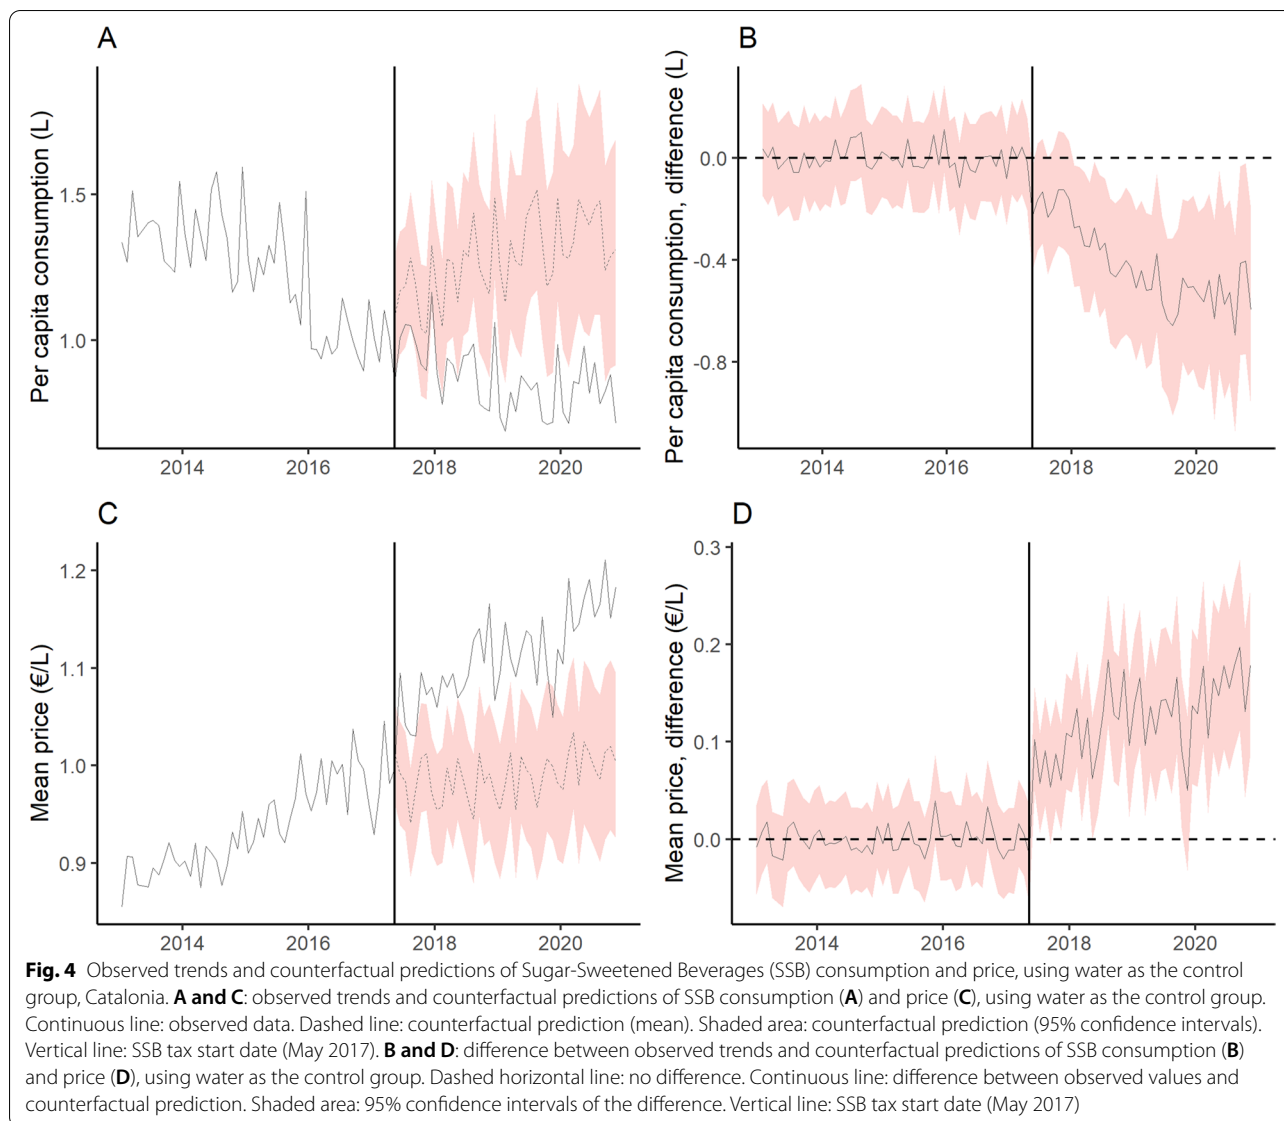 A
Per capita consumption (L)
1.5
1.0
2014 2016 2018 2020
B
Per capita consumption, difference (L)
0.0
-0.4
-0.8
2014 2016 2018 2020
C
Mean price (€/L)
1.2
1.1
1.0
0.9
2014 2016 2018 2020
D
Mean price, difference (€/L)
0.3
0.2
0.1
0.0
2014 2016 2018 2020
Fig. 4 Observed trends and counterfactual predictions of Sugar-Sweetened Beverages (SSB) consumption and price, using water as the control
group, Catalonia. A and C: observed trends and counterfactual predictions of SSB consumption (A) and price (C), using water as the control group.
Continuous line: observed data. Dashed line: counterfactual prediction (mean). Shaded area: counterfactual prediction (95% confidence intervals).
Vertical line: SSB tax start date (May 2017). B and D: difference between observed trends and counterfactual predictions of SSB consumption (B)
and price (D), using water as the control group. Dashed horizontal line: no difference. Continuous line: difference between observed values and
counterfactual prediction. Shaded area: 95% confidence intervals of the difference. Vertical line: SSB tax start date (May 2017)